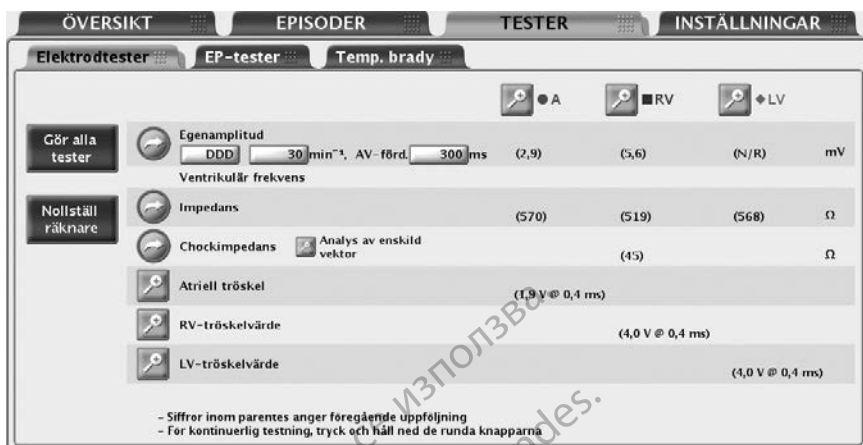 ÖVERSIKT EPISODER TESTER INSTÄLLNINGAR
Elektrodtester EP-tester Temp. brady
A RV LV
Gör alla tester
Egenamplitud
DDD 30 min⁻¹, AV-förd. 300 ms (2,9) (5,6) (N/R) mV
Ventrikulär frekvens
Nollställ räknare
Impedans (570) (519) (568) Ω
Chockimpedans Analys av enskild vektor (45) Ω
Atriell tröskel (1,9 V @ 0,4 ms)
RV-tröskelvärde (4,0 V @ 0,4 ms)
LV-tröskelvärde (4,0 V @ 0,4 ms)
- Siffror inom parentes anger föregående uppföljning
- För kontinuerlig testning, tryck och håll ned de runda knapparna